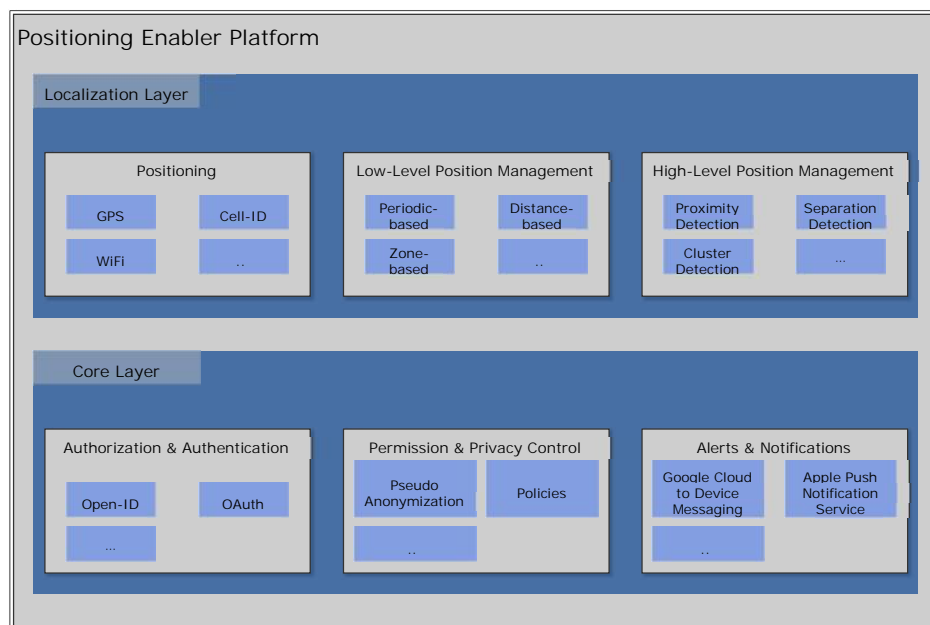 Positioning Enabler Platform
Localization Layer
Positioning
GPS
Cell-ID
WiFi
..
Low-Level Position Management
Periodic-
based
Distance-
based
Zone-
based
..
High-Level Position Management
Proximity
Detection
Separation
Detection
Cluster
Detection
...
Core Layer
Authorization & Authentication
Open-ID
OAuth
...
Permission & Privacy Control
Pseudo
Anonymization
Policies
..
Alerts & Notifications
Google Cloud
to Device
Messaging
Apple Push
Notification
Service
..